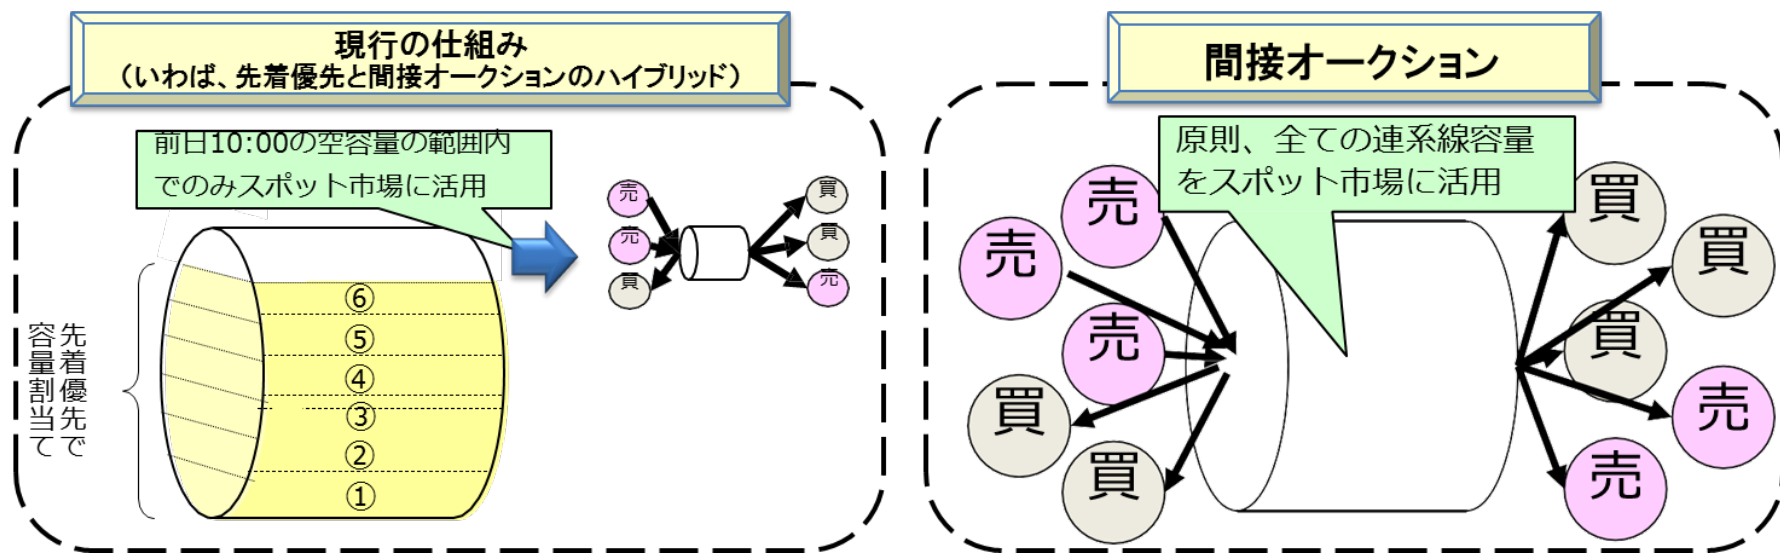 現行の仕組み
(いわば、先着優先と間接オークションのハイブリッド)
前日10:00の空容量の範囲内
でのみスポット市場に活用
先着優先で
容量割当て
⑥
⑤
④
③
②
①
売
売
買
買
買
売
間接オークション
原則、全ての連系線容量
をスポット市場に活用
売
売
売
買
買
買
買
買
売
売